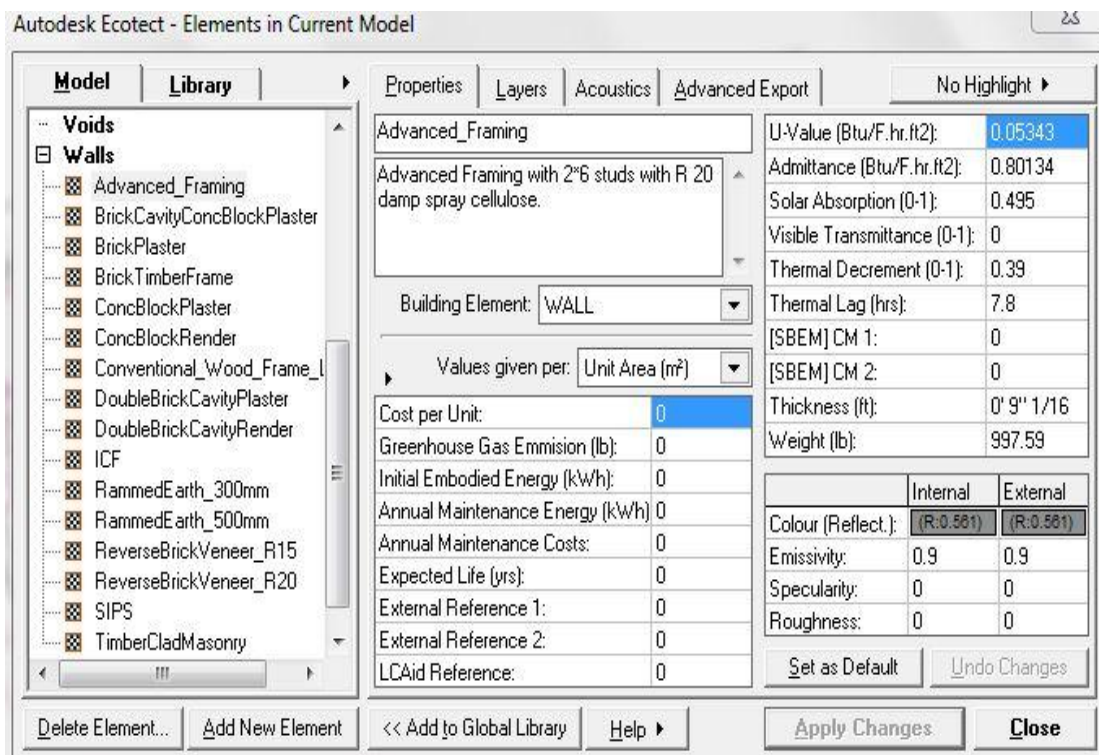 Autodesk Ecotect - Elements in Current Model
Model
Library
Voids
Walls
Advanced_Framing
BrickCavityConcBlockPlaster
BrickPlaster
BrickTimberFrame
ConcBlockPlaster
ConcBlockRender
Conventional_Wood_Frame_L
DoubleBrickCavityPlaster
DoubleBrickCavityRender
ICF
RammedEarth_300mm
RammedEarth_500mm
ReverseBrickVeneer_R15
ReverseBrickVeneer_R20
SIPS
TimberCladMasonry
Delete Element...
Add New Element
Properties
Layers
Acoustics
Advanced Export
No Highlight
Advanced_Framing
Advanced Framing with 2*6 studs with R 20
damp spray cellulose.
Building Element: WALL
Values given per: Unit Area (m²)
Cost per Unit: 0
Greenhouse Gas Emmision (lb): 0
Initial Embodied Energy (kWh): 0
Annual Maintenance Energy (kWh) 0
Annual Maintenance Costs: 0
Expected Life (yrs): 0
External Reference 1: 0
External Reference 2: 0
LCAid Reference: 0
U-Value (Btu/F.hr.ft2): 0.05343
Admittance (Btu/F.hr.ft2): 0.80134
Solar Absorption (0-1): 0.495
Visible Transmittance (0-1): 0
Thermal Decrement (0-1): 0.39
Thermal Lag (hrs): 7.8
[SBEM] CM 1: 0
[SBEM] CM 2: 0
Thickness (ft): 0' 9" 1/16
Weight (lb): 997.59
Internal External
Colour (Reflect.): (R:0.561) (R:0.561)
Emissivity: 0.9 0.9
Specularity: 0 0
Roughness: 0 0
Set as Default
Undo Changes
<< Add to Global Library
Help
Apply Changes
Close